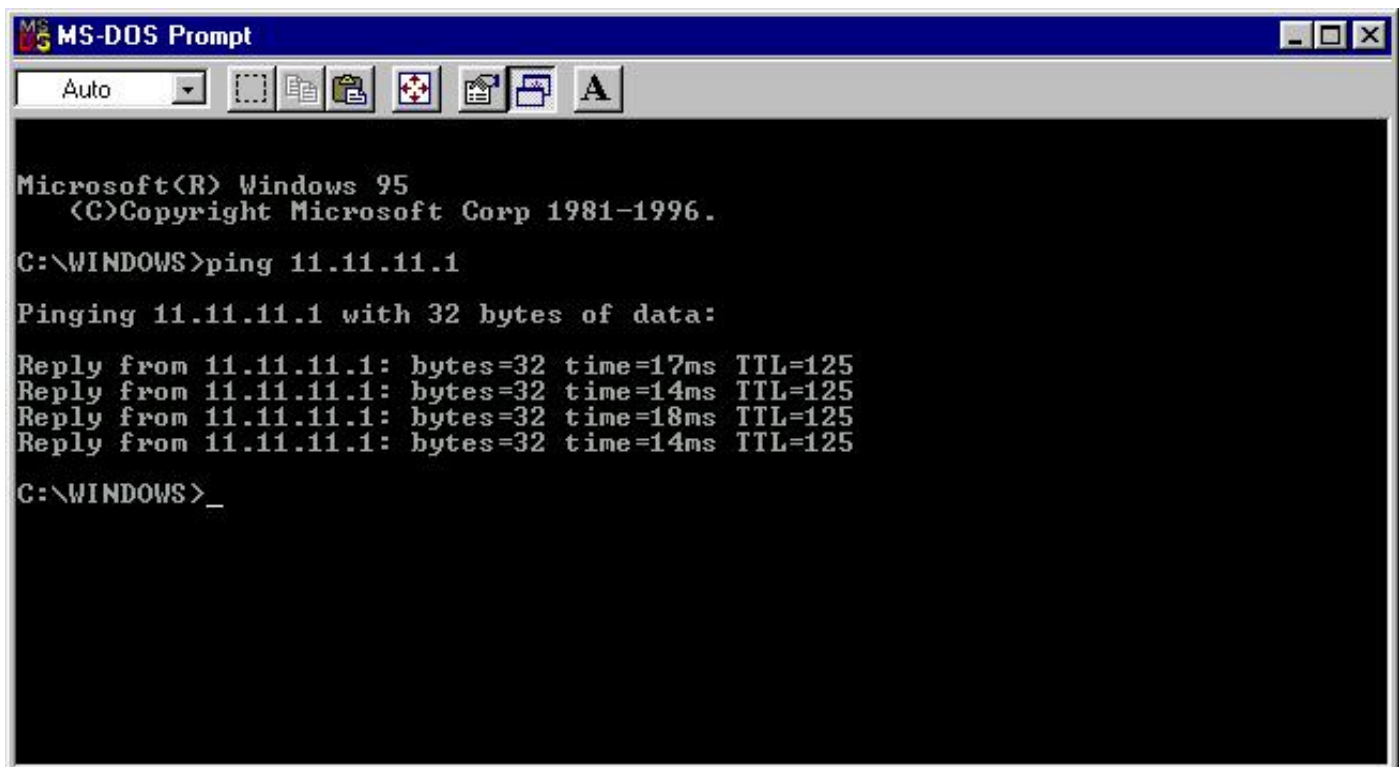 MS-DOS Prompt
Auto
A
Microsoft(R) Windows 95
(C)Copyright Microsoft Corp 1981-1996.
C:\WINDOWS>ping 11.11.11.1
Pinging 11.11.11.1 with 32 bytes of data:
Reply from 11.11.11.1: bytes=32 time=17ms TTL=125
Reply from 11.11.11.1: bytes=32 time=14ms TTL=125
Reply from 11.11.11.1: bytes=32 time=18ms TTL=125
Reply from 11.11.11.1: bytes=32 time=14ms TTL=125
C:\WINDOWS>_